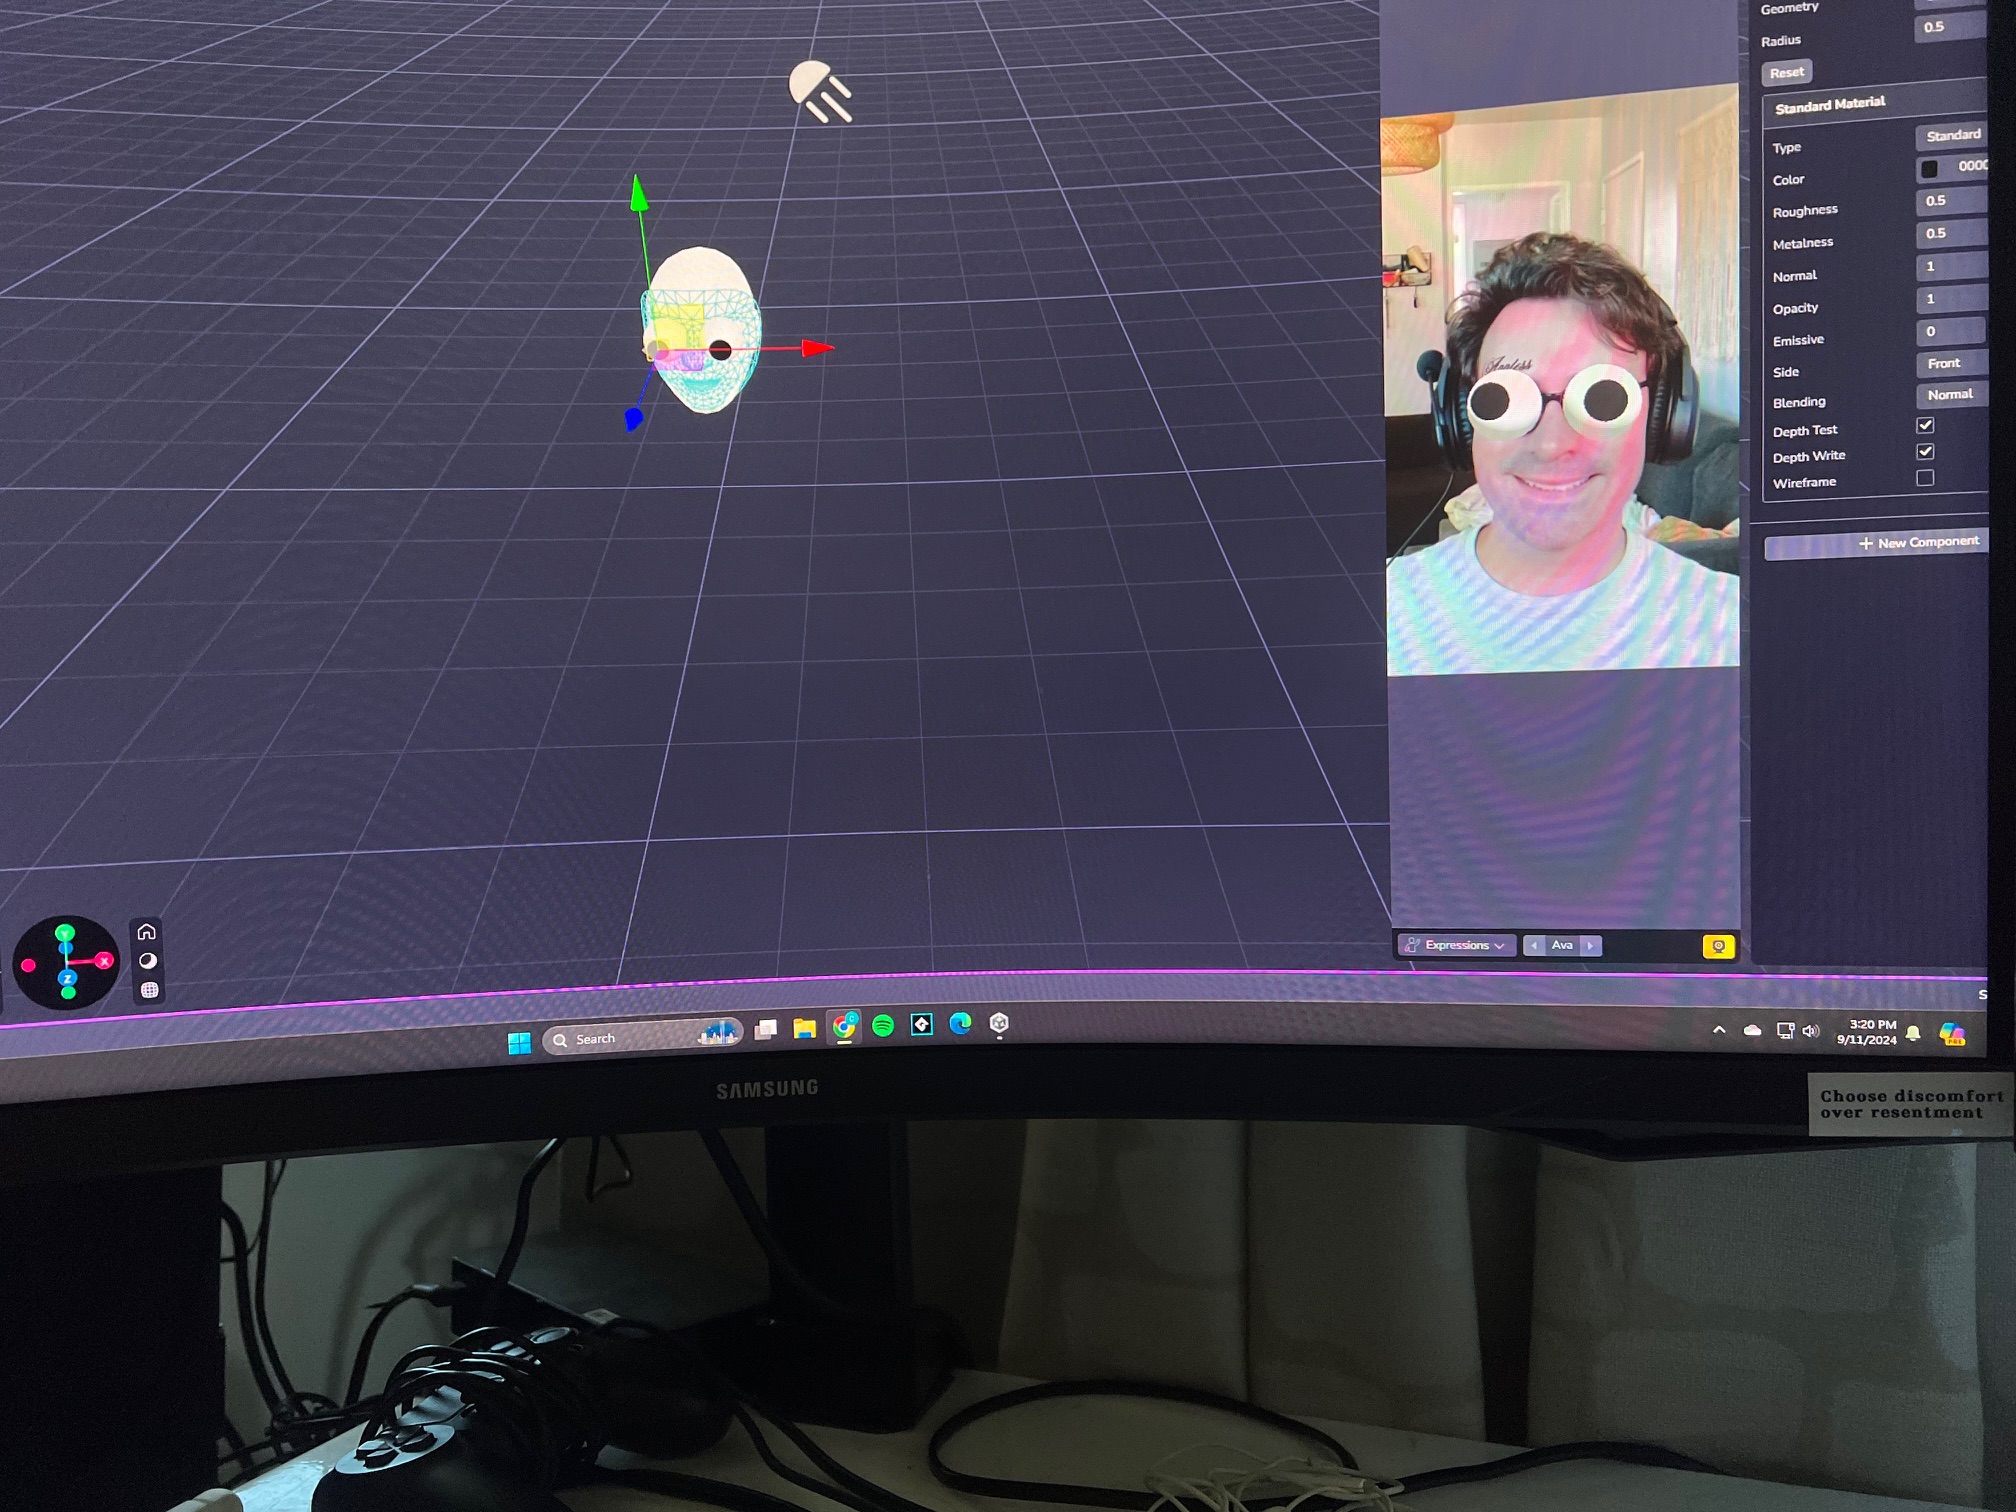 Geometry
Radius
0.5
Reset
Standard Material
Type
Standard
Color
Roughness
0.5
Metalness
0.5
Normal
1
Opacity
1
Emissive
0
Side
Front
Blending
Normal
Depth Test
Depth Write
Wireframe
+ New Component
Expressions
Ava
Y
X
Z
Search
3:20 PM
9/11/2024
PRE
SAMSUNG
Choose discomfort
over resentment